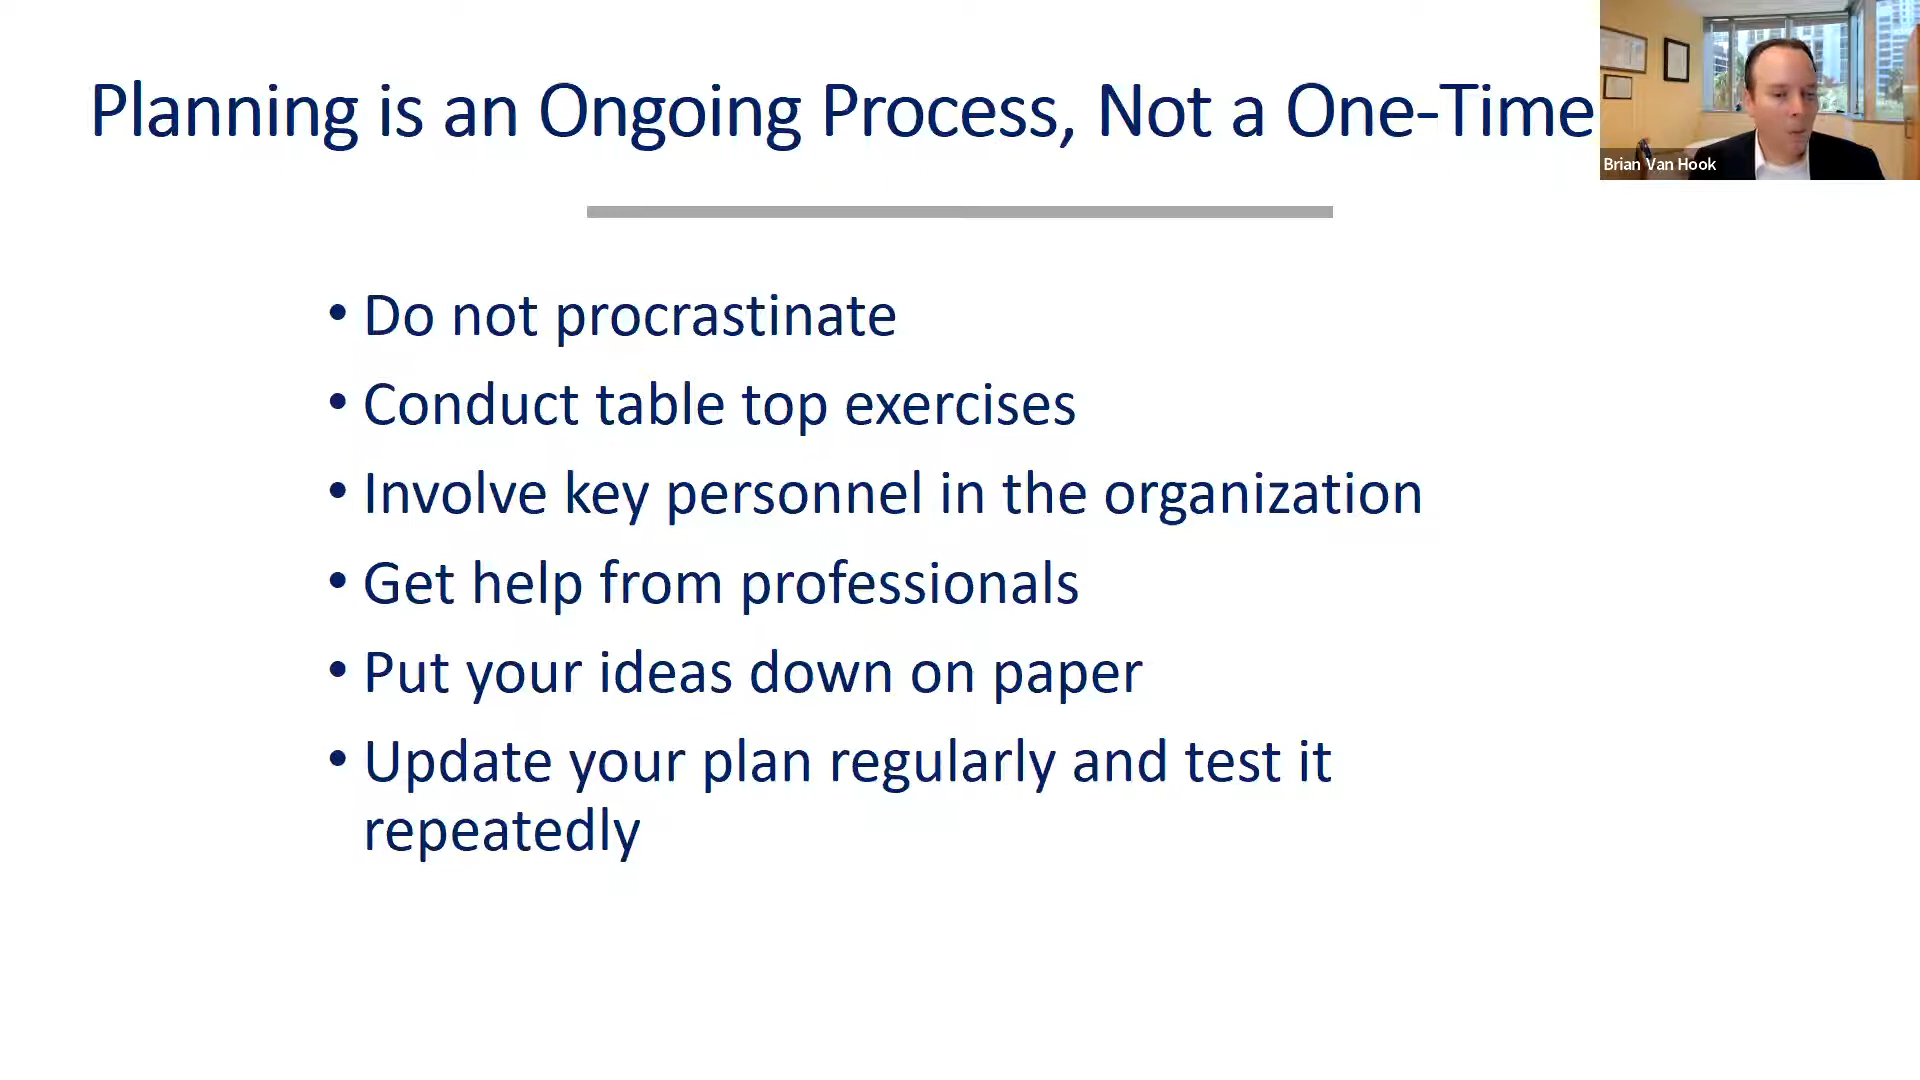 Planning is an Ongoing Process, Not a One-Time
Brian Van Hook
• Do not procrastinate
• Conduct table top exercises
• Involve key personnel in the organization
• Get help from professionals
• Put your ideas down on paper
• Update your plan regularly and test it
repeatedly